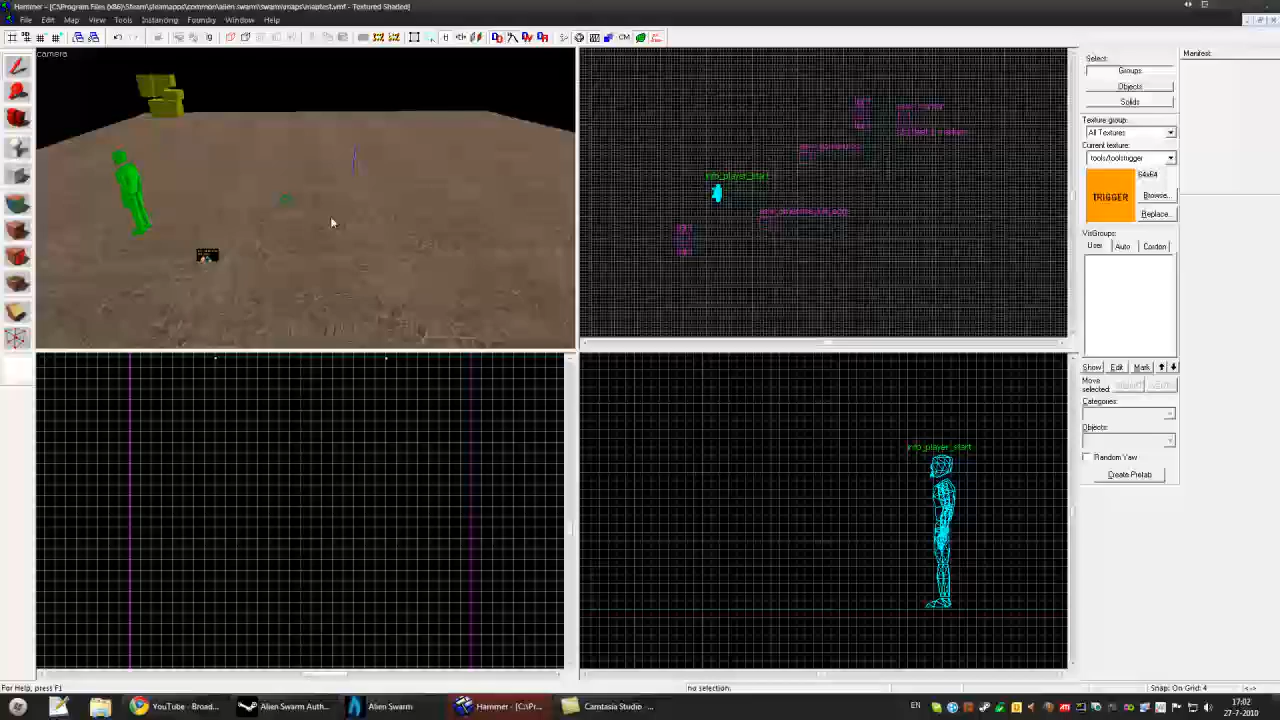 Hammer - [C:\Program Files (x86)\Steam\steamapps\common\alien swarm\swarm\maps\maptest.vmf - Textured Shaded]
File Edit Map View Tools Instancing Foundry Window Help
CM
camera
info_player_start
info_player_start
Select:
Groups
Objects
Solids
Texture group:
All Textures
Current texture:
tools/toolstrigger
TRIGGER
64x64
Browse...
Replace...
VisGroups:
User Auto Cordon
Show Edit Mark
Move selected:
Categories:
Objects:
Random Yaw
Create Prefab
Manifest:
For Help, press F1
no selection.
Snap: On Grid: 4
<->
YouTube - Broad...
Alien Swarm Auth...
Alien Swarm
Hammer - [C:\Pr...
Camtasia Studio - ...
EN
17:02
27-7-2010